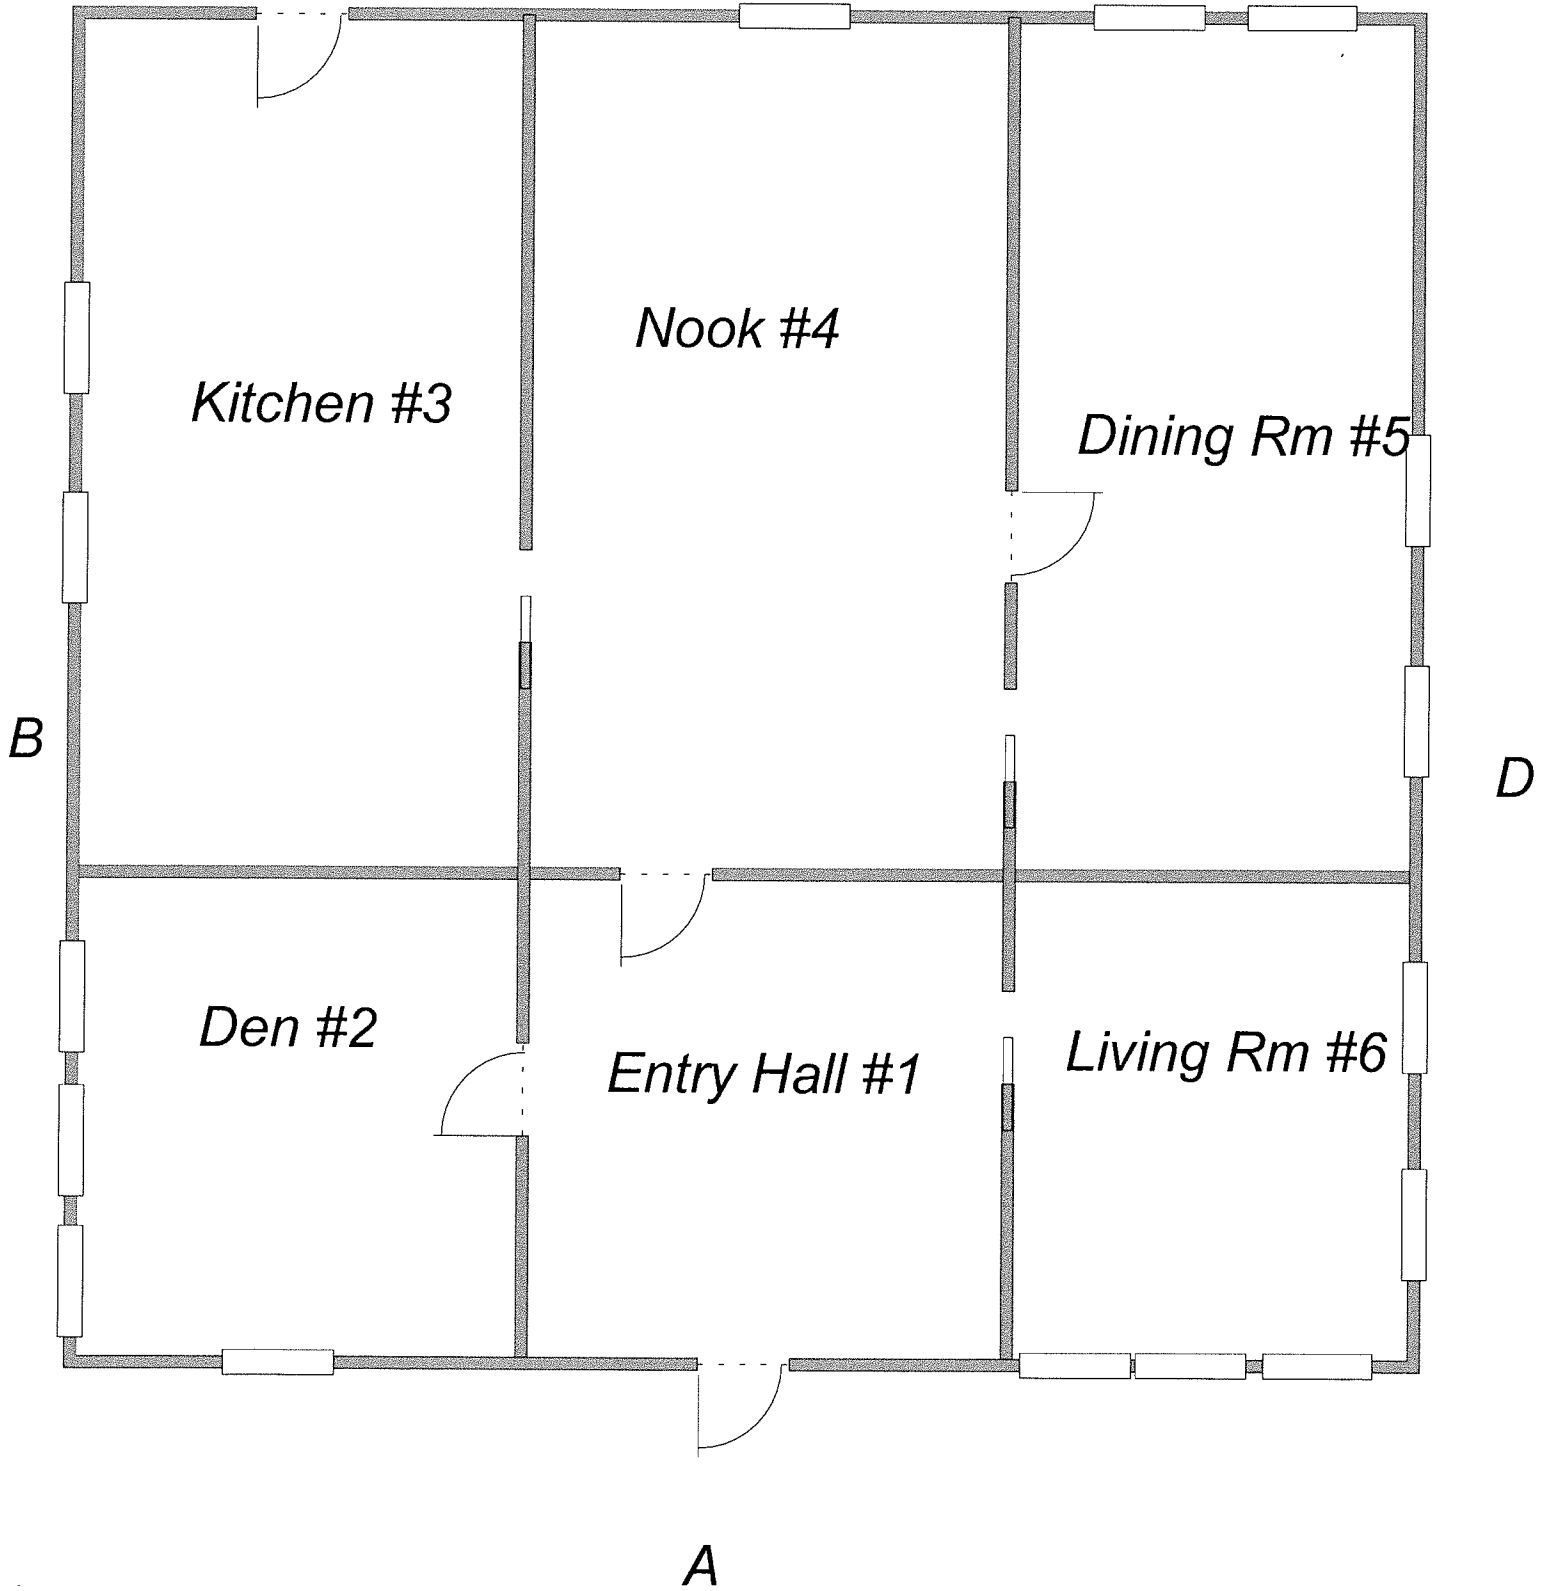 Nook #4
Kitchen #3
Dining Rm #5
B
D
Den #2
Entry Hall #1
Living Rm #6
A